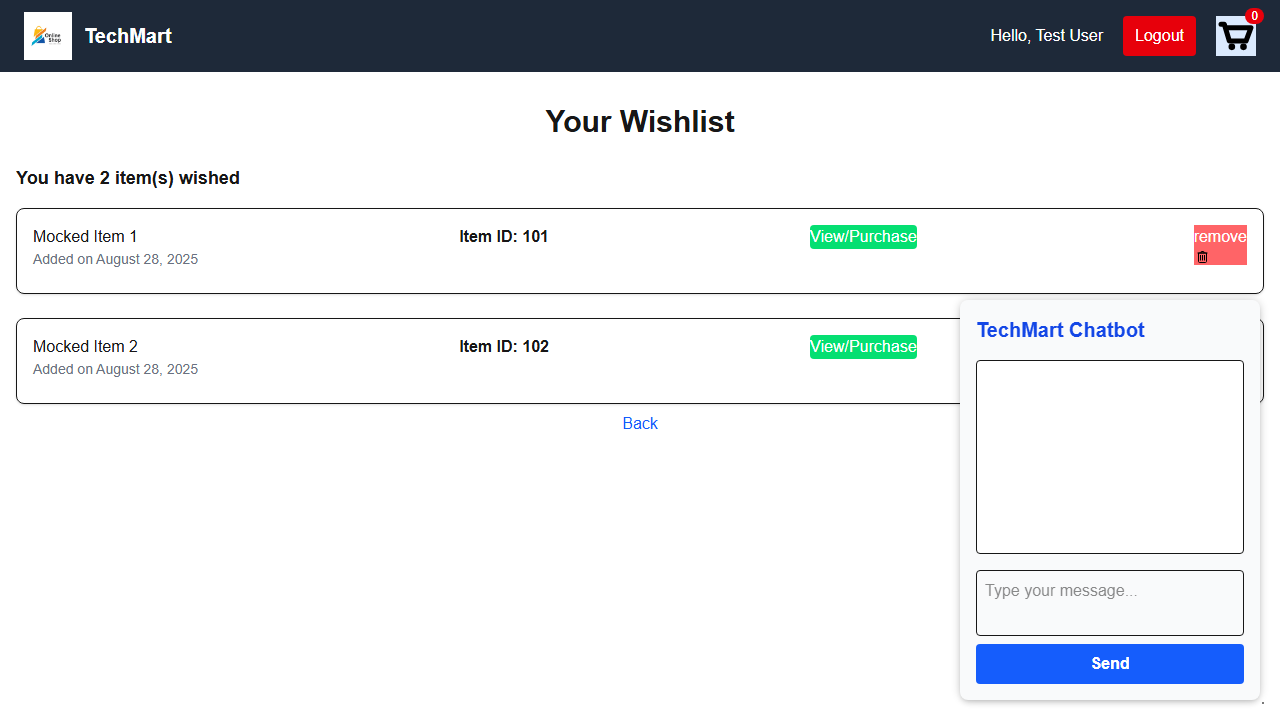 Online
Shop
TechMart
Hello, Test User
Logout
0
Your Wishlist
You have 2 item(s) wished
Mocked Item 1
Added on August 28, 2025
Item ID: 101
View/Purchase
remove
Mocked Item 2
Added on August 28, 2025
Item ID: 102
View/Purchase
Back
TechMart Chatbot
Type your message...
Send
.